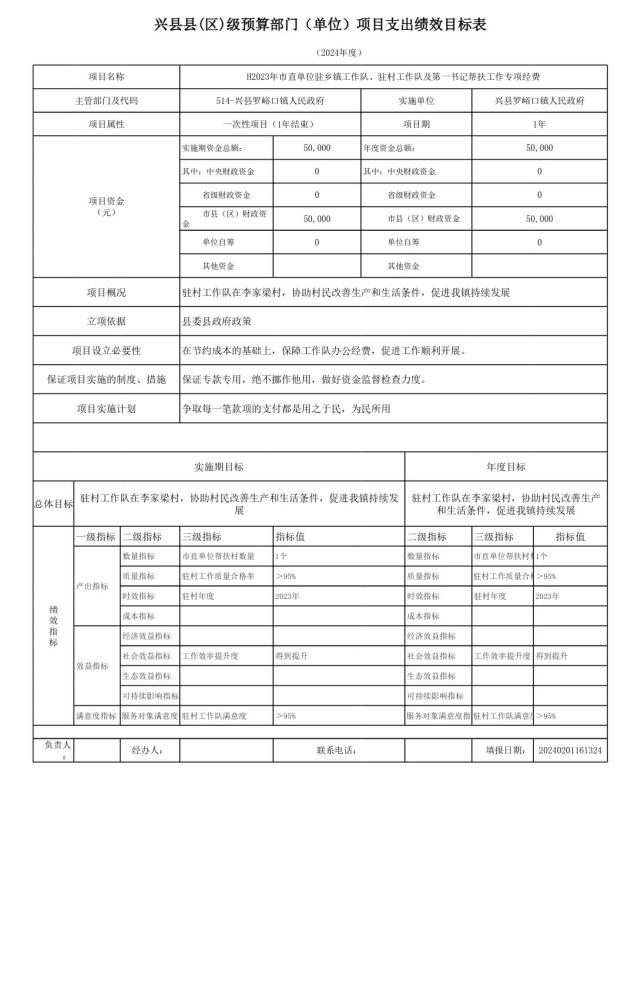 兴县县(区)级预算部门（单位）项目支出绩效目标表
（2024年度）
项目名称 H2023年市直单位驻乡镇工作队、驻村工作队及第一书记帮扶工作专项经费
主管部门及代码 514-兴县罗峪口镇人民政府 实施单位 兴县罗峪口镇人民政府
项目属性 一次性项目（1年结束） 项目期 1年
项目资金
（元）
实施期资金总额： 50,000 年度资金总额： 50,000
其中：中央财政资金 0 其中：中央财政资金 0
省级财政资金 0 省级财政资金 0
市县（区）财政资
金 50,000 市县（区）财政资金 50,000
单位自筹 0 单位自筹 0
其他资金 其他资金
项目概况 驻村工作队在李家梁村，协助村民改善生产和生活条件，促进我镇持续发展
立项依据 县委县政府政策
项目设立必要性 在节约成本的基础上，保障工作队办公经费，促进工作顺利开展。
保证项目实施的制度、措施 保证专款专用，绝不挪作他用，做好资金监督检查力度。
项目实施计划 争取每一笔款项的支付都是用之于民，为民所用
实施期目标 年度目标
总体目标 驻村工作队在李家梁村，协助村民改善生产和生活条件，促进我镇持续发
展
驻村工作队在李家梁村，协助村民改善生产
和生活条件，促进我镇持续发展
绩效指标
一级指标 二级指标 三级指标 指标值 二级指标 三级指标 指标值
产出指标
数量指标 市直单位帮扶村数量 1个 数量指标 市直单位帮扶村 1个
质量指标 驻村工作质量合格率 ＞95% 质量指标 驻村工作质量合 ＞95%
时效指标 驻村年度 2023年 时效指标 驻村年度 2023年
成本指标 成本指标
效益指标
经济效益指标 经济效益指标
社会效益指标 工作效率提升度 得到提升 社会效益指标 工作效率提升度 得到提升
生态效益指标 生态效益指标
可持续影响指标 可持续影响指标
满意度指标 服务对象满意度 驻村工作队满意度 ＞95% 服务对象满意度指 驻村工作队满意 ＞95%
负责人
： 经办人： 联系电话： 填报日期： 20240201161324